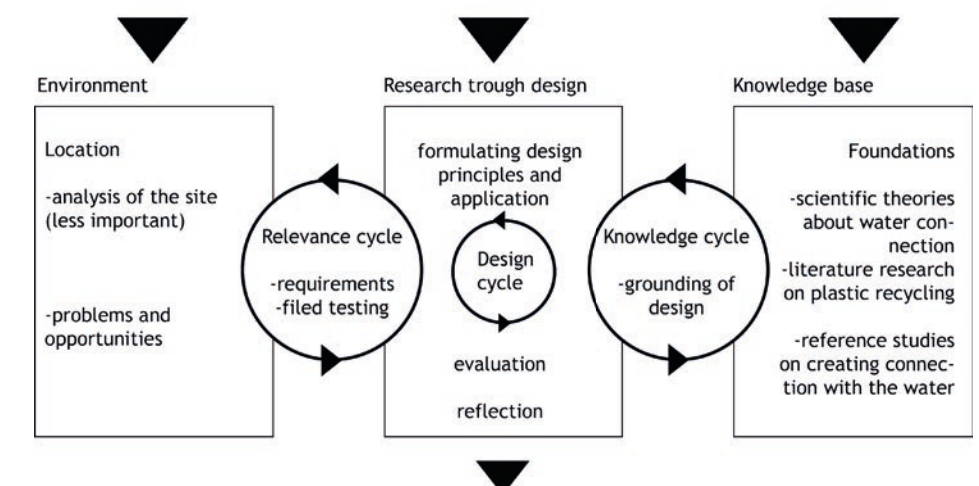 Environment
Location
-analysis of the site
(less important)
-problems and
opportunities
Relevance cycle
-requirements
-filed testing
Research trough design
formulating design
principles and
application
Design
cycle
evaluation
reflection
Knowledge cycle
-grounding of
design
Knowledge base
Foundations
-scientific theories
about water con-
nection
-literature research
on plastic recycling
-reference studies
on creating connec-
tion with the water